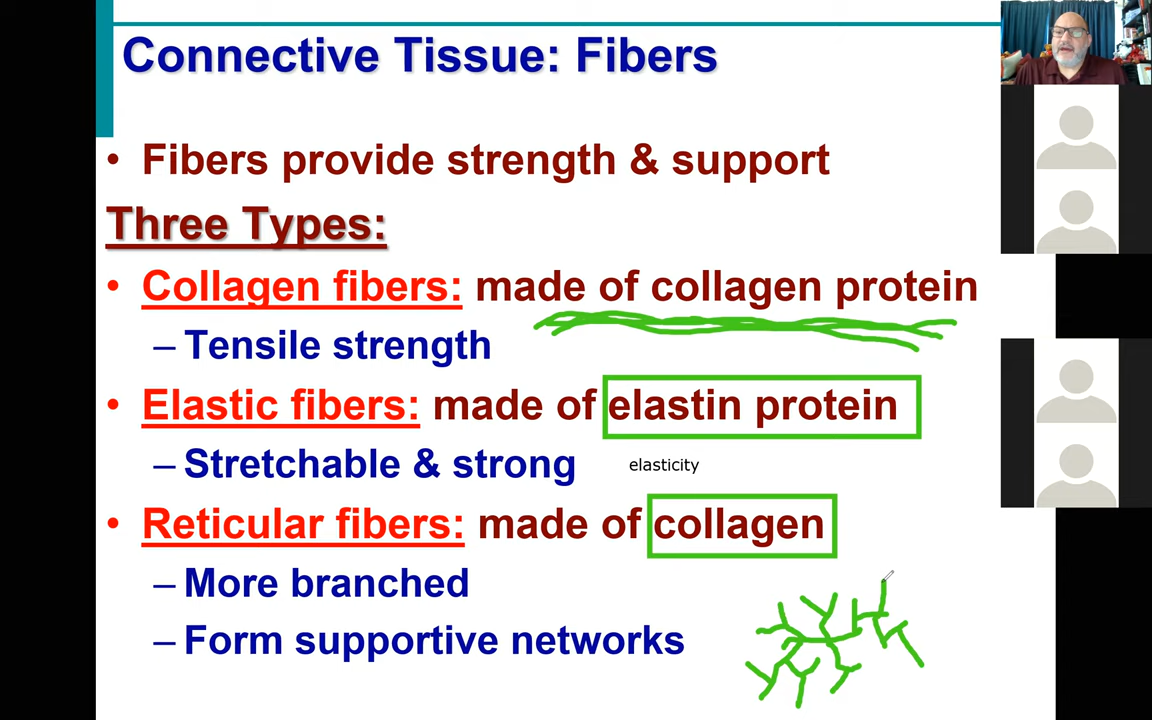 Connective Tissue: Fibers
• Fibers provide strength & support
Three Types:
• Collagen fibers: made of collagen protein
– Tensile strength
• Elastic fibers: made of elastin protein
– Stretchable & strong elasticity
• Reticular fibers: made of collagen
– More branched
– Form supportive networks